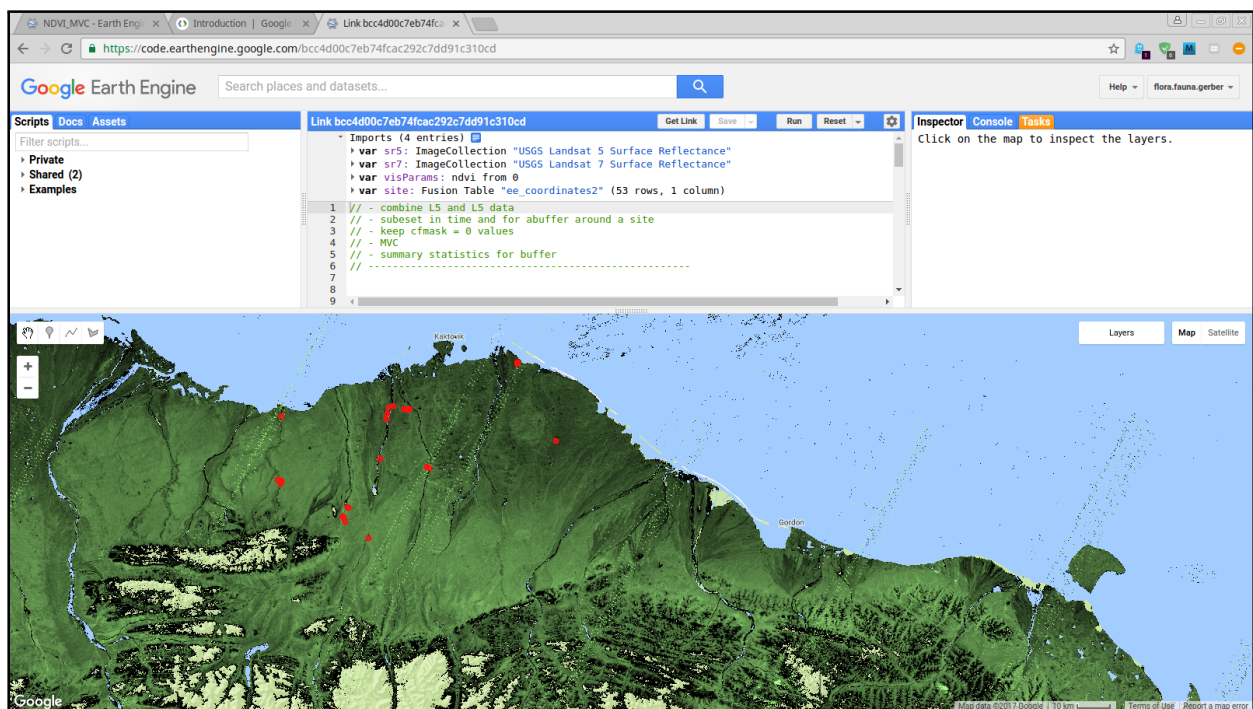 NDVI_MVC - Earth Engin
Introduction | Google
Link bcc4d00c7eb74fca
https://code.earthengine.google.com/bcc4d00c7eb74fcac292c7dd91c310cd
Google Earth Engine
Search places and datasets...
Help
flora.fauna.gerber
Scripts Docs Assets
Filter scripts...
Private
Shared (2)
Examples
Link bcc4d00c7eb74fcac292c7dd91c310cd
Get Link Save Run Reset
Imports (4 entries)
var sr5: ImageCollection "USGS Landsat 5 Surface Reflectance"
var sr7: ImageCollection "USGS Landsat 7 Surface Reflectance"
var visParams: ndvi from 0
var site: Fusion Table "ee_coordinates2" (53 rows, 1 column)
1 // - combine L5 and L5 data
2 // - subeset in time and for abuffer around a site
3 // - keep cfmask = 0 values
4 // - MVC
5 // - summary statistics for buffer
6 // -----------------------------------------------------
7
8
9
Inspector Console Tasks
Click on the map to inspect the layers.
+
−
Layers
Map Satellite
Kaktovik
Gordon
Google
Map data ©2017 Google 10 km Terms of Use Report a map error